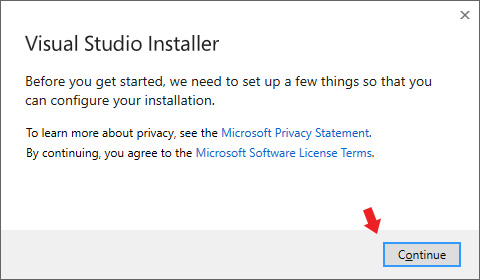 Visual Studio Installer
Before you get started, we need to set up a few things so that you
can configure your installation.
To learn more about privacy, see the Microsoft Privacy Statement.
By continuing, you agree to the Microsoft Software License Terms.
Continue